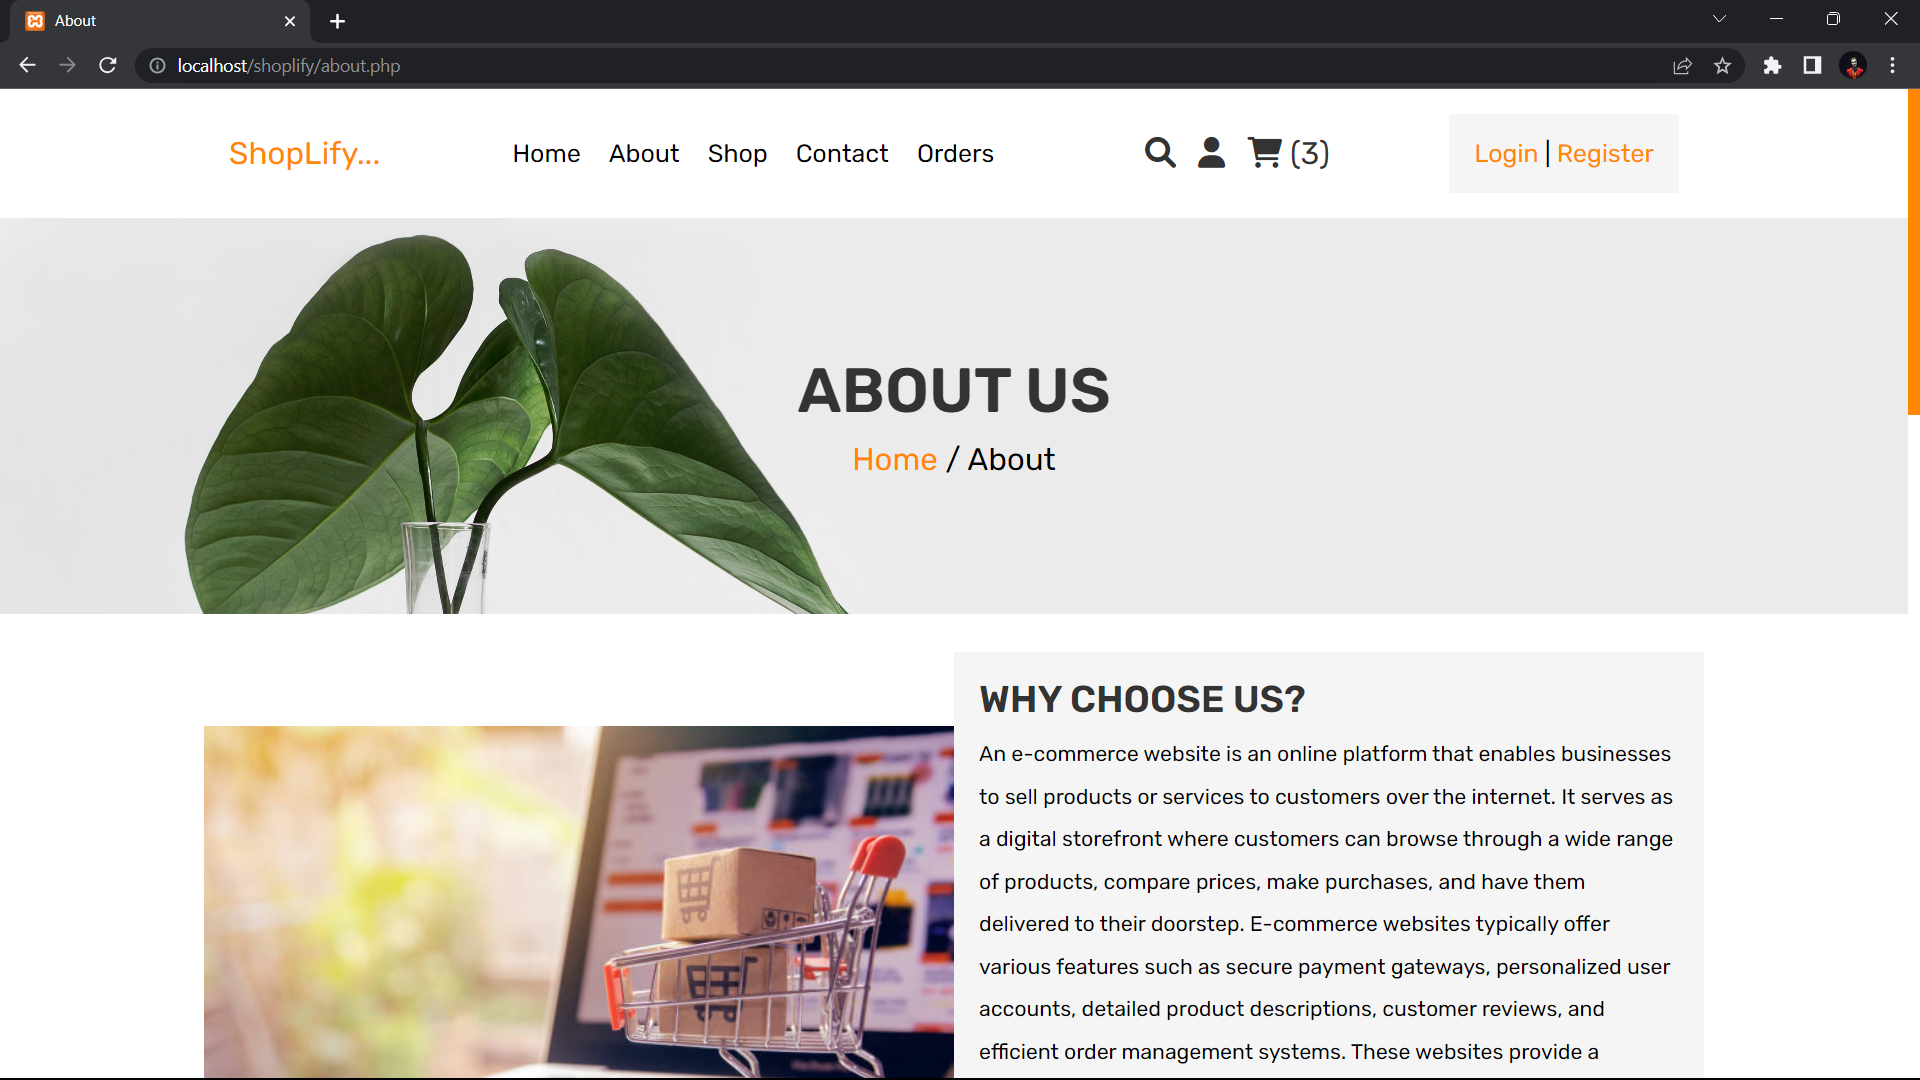 About
localhost/shoplify/about.php
ShopLify...
Home About Shop Contact Orders
(3)
Login | Register
ABOUT US
Home / About
WHY CHOOSE US?
An e-commerce website is an online platform that enables businesses
to sell products or services to customers over the internet. It serves as
a digital storefront where customers can browse through a wide range
of products, compare prices, make purchases, and have them
delivered to their doorstep. E-commerce websites typically offer
various features such as secure payment gateways, personalized user
accounts, detailed product descriptions, customer reviews, and
efficient order management systems. These websites provide a